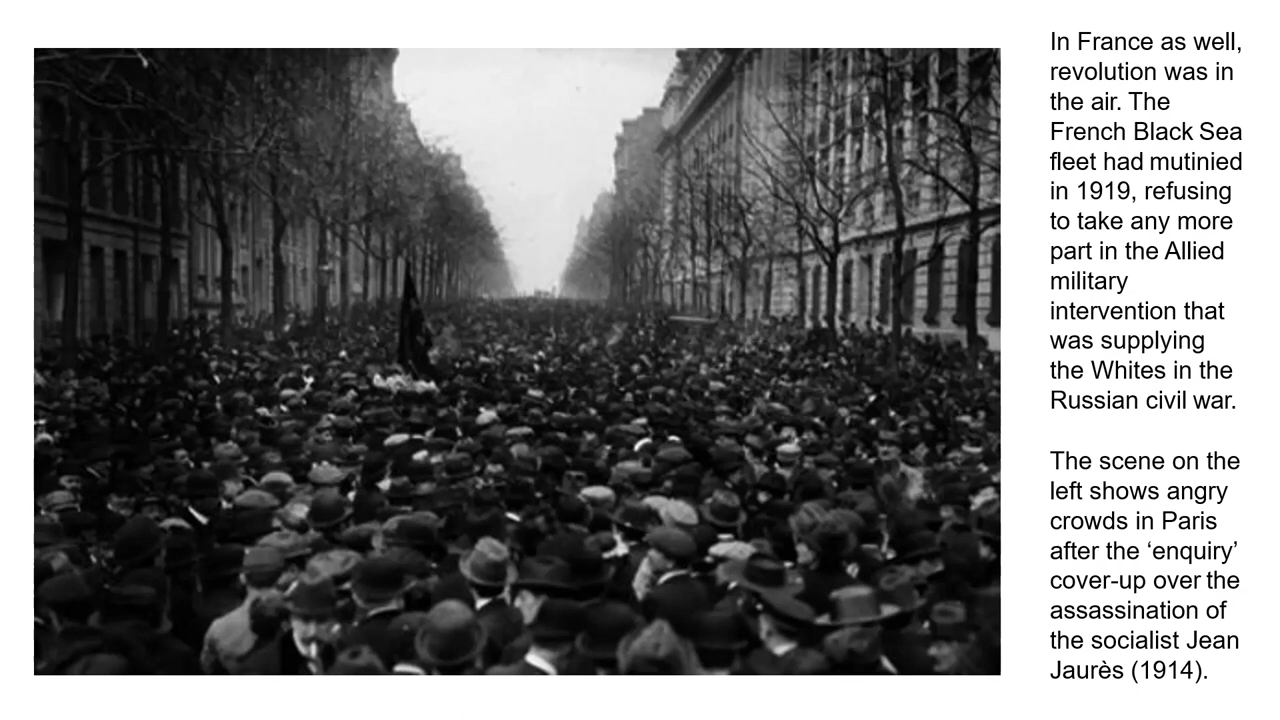 In France as well,
revolution was in
the air. The
French Black Sea
fleet had mutinied
in 1919, refusing
to take any more
part in the Allied
military
intervention that
was supplying
the Whites in the
Russian civil war.
The scene on the
left shows angry
crowds in Paris
after the ‘enquiry’
cover-up over the
assassination of
the socialist Jean
Jaurès (1914).